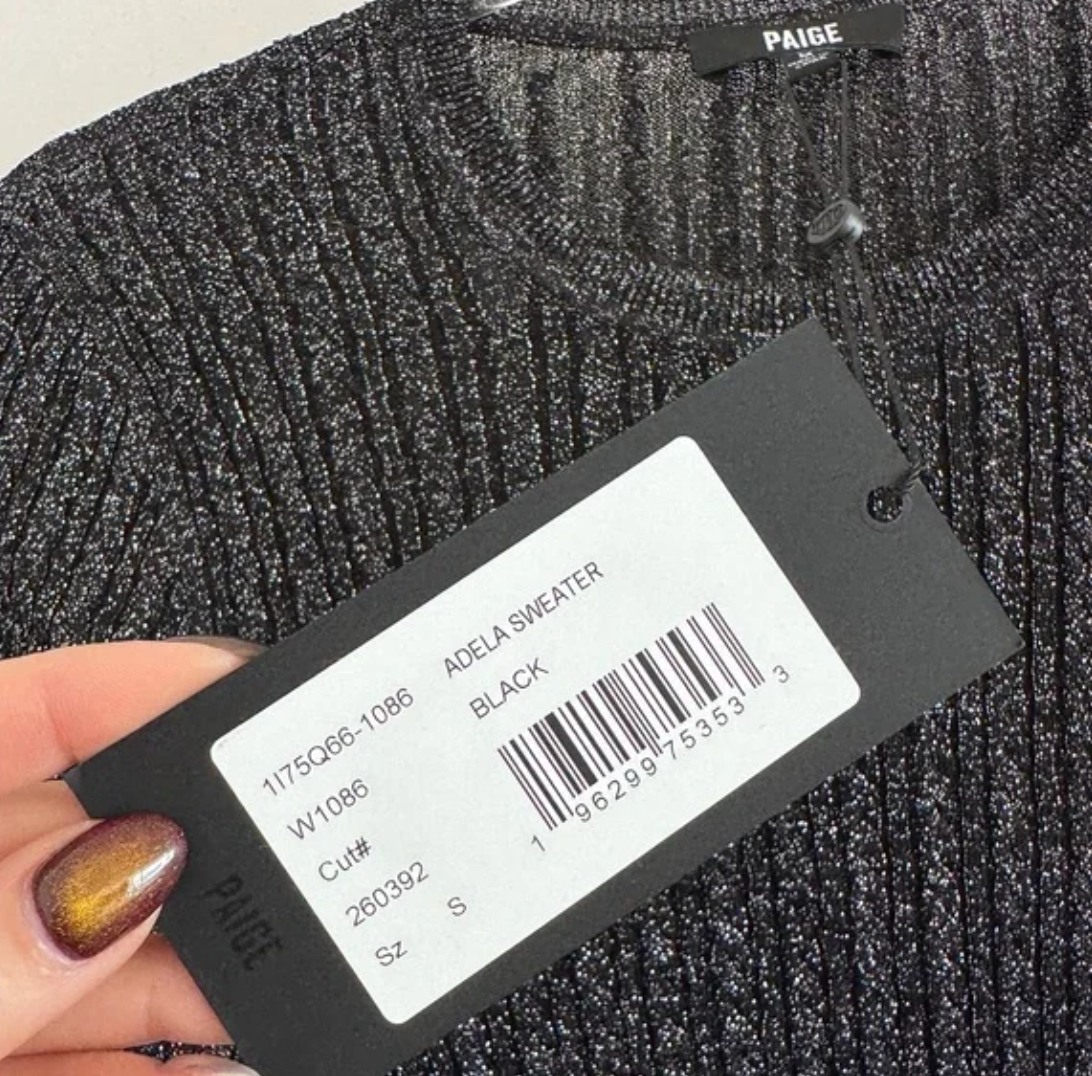 PAIGE
1I75Q66-1086 ADELA SWEATER
W1086 BLACK
Cut#
260392
Sz S
1 96299 75353 3
PAIGE